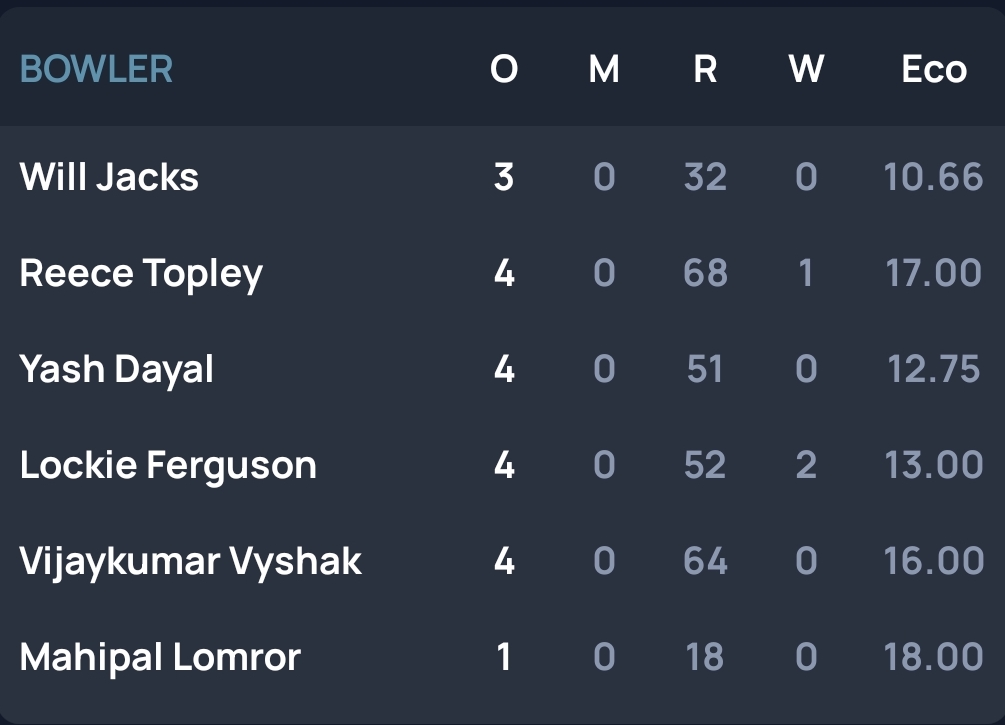 BOWLER O M R W Eco
Will Jacks 3 0 32 0 10.66
Reece Topley 4 0 68 1 17.00
Yash Dayal 4 0 51 0 12.75
Lockie Ferguson 4 0 52 2 13.00
Vijaykumar Vyshak 4 0 64 0 16.00
Mahipal Lomror 1 0 18 0 18.00